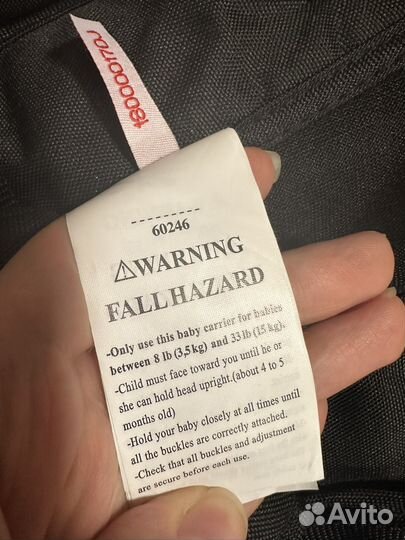 180000170J
---------
60246
⚠WARNING
FALL HAZARD
-Only use this baby carrier for babies
between 8 lb (3,5kg) and 33 lb (15 kg).
-Child must face toward you until he or
she can hold head upright.(about 4 to 5
months old)
-Hold your baby closely at all times until
all the buckles are correctly attached.
-Check that all buckles and adjustment
are secure before each use.
Avito